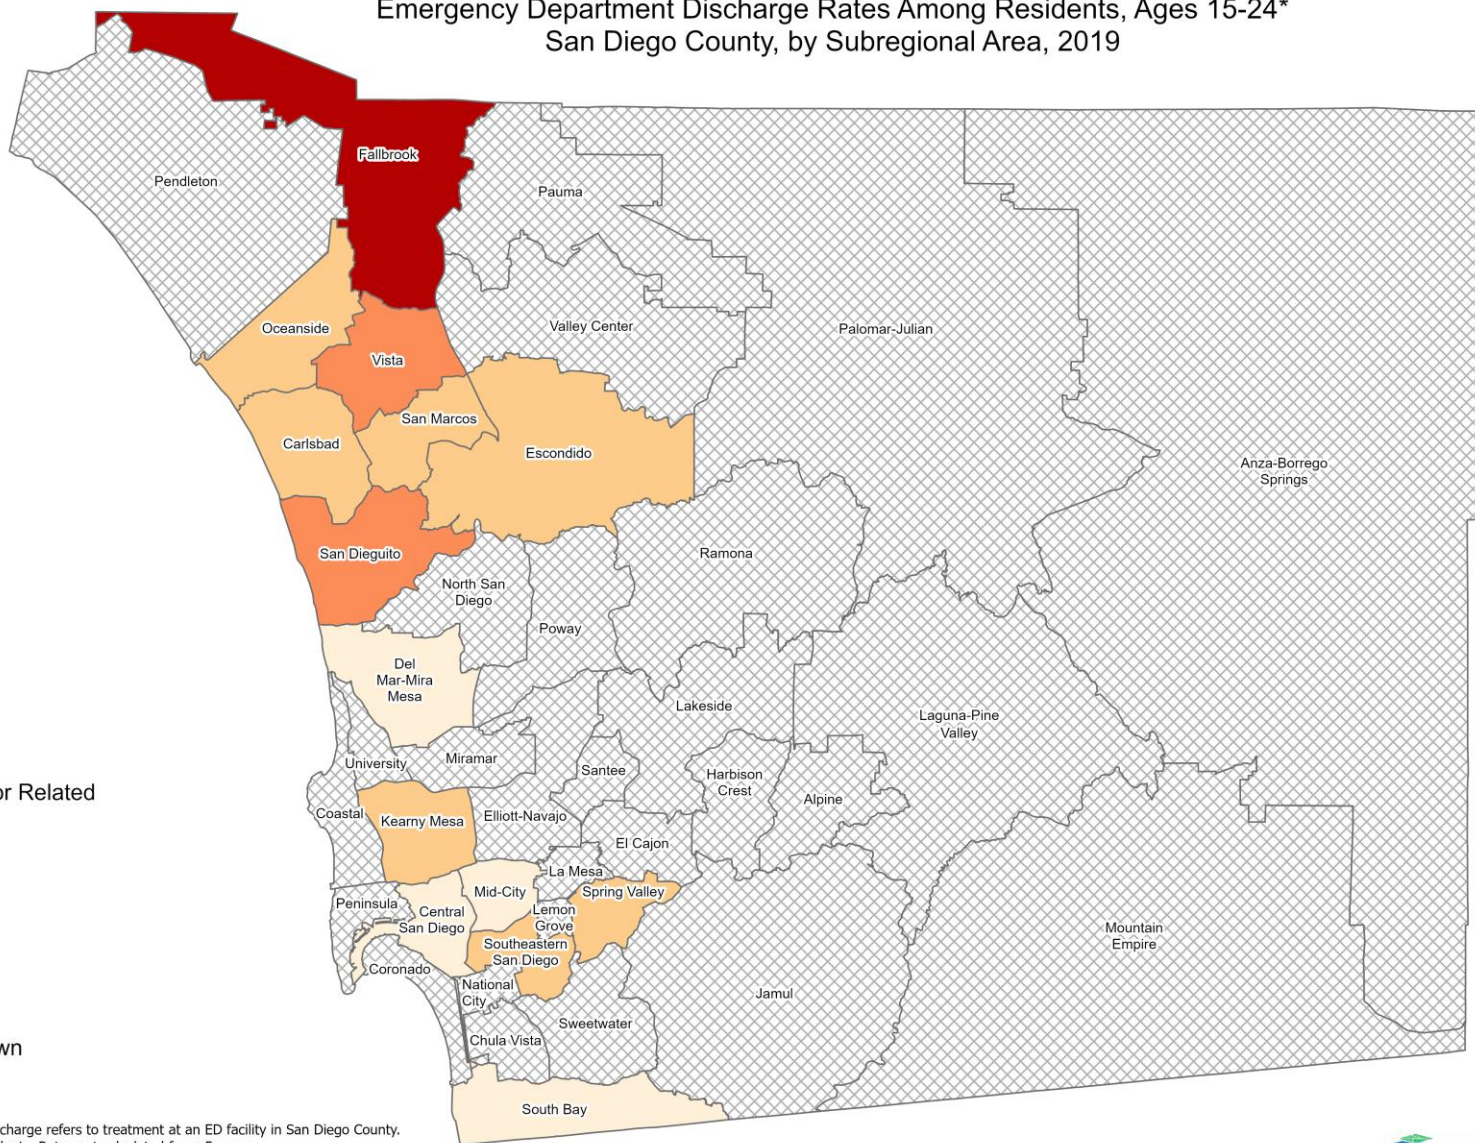 Emergency Department Discharge Rates Among Residents, Ages 15-24*
San Diego County, by Subregional Area, 2019
Fallbrook
Pendleton
Pauma
Oceanside
Valley Center
Palomar-Julian
Vista
San Marcos
Carlsbad
Escondido
Anza-Borrego
Springs
San Dieguito
Ramona
North San
Diego
Poway
Del
Mar-Mira
Mesa
Lakeside
Laguna-Pine
Valley
University
Miramar
Santee
Harbison
Crest
Alpine
or Related
Coastal
Kearny Mesa
Elliott-Navajo
El Cajon
La Mesa
Mid-City
Spring Valley
Peninsula
Central
San Diego
Lemon
Grove
Southeastern
San Diego
Mountain
Empire
Coronado
National
City
Jamul
Sweetwater
Chula Vista
wn
South Bay
charge refers to treatment at an ED facility in San Diego County.